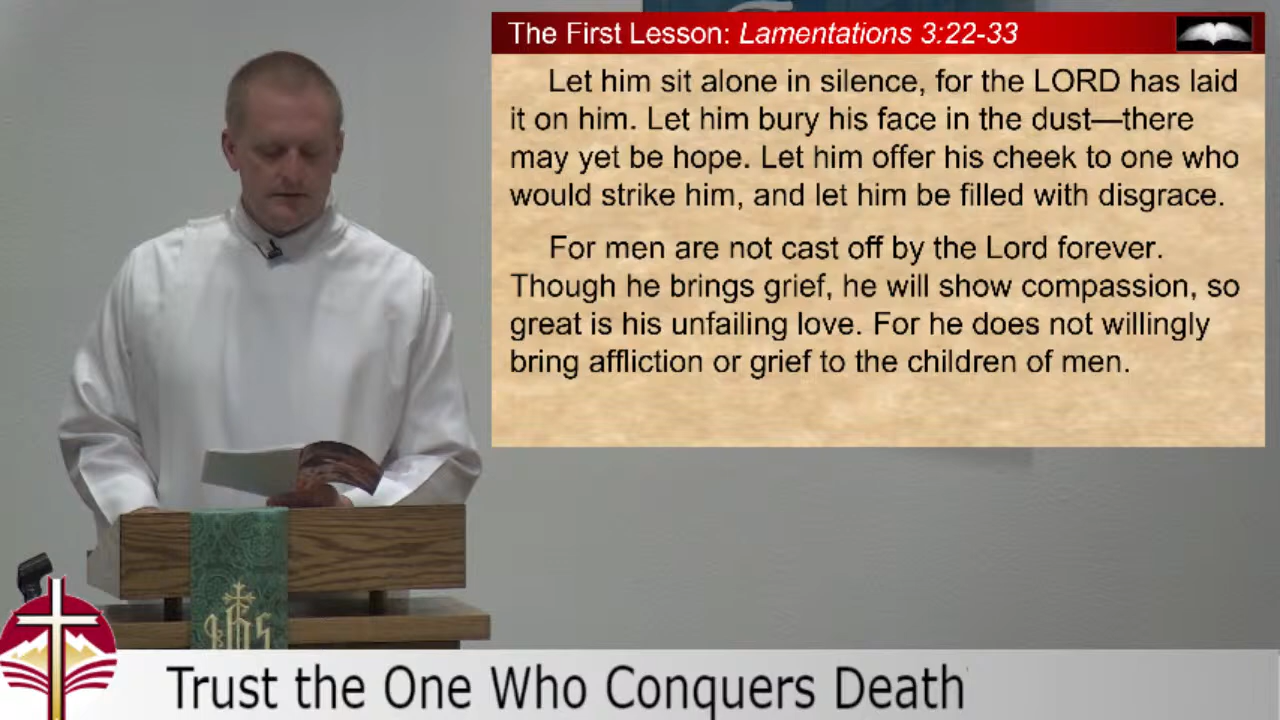 The First Lesson: Lamentations 3:22-33
Let him sit alone in silence, for the LORD has laid
it on him. Let him bury his face in the dust—there
may yet be hope. Let him offer his cheek to one who
would strike him, and let him be filled with disgrace.
For men are not cast off by the Lord forever.
Though he brings grief, he will show compassion, so
great is his unfailing love. For he does not willingly
bring affliction or grief to the children of men.
IHS
Trust the One Who Conquers Death